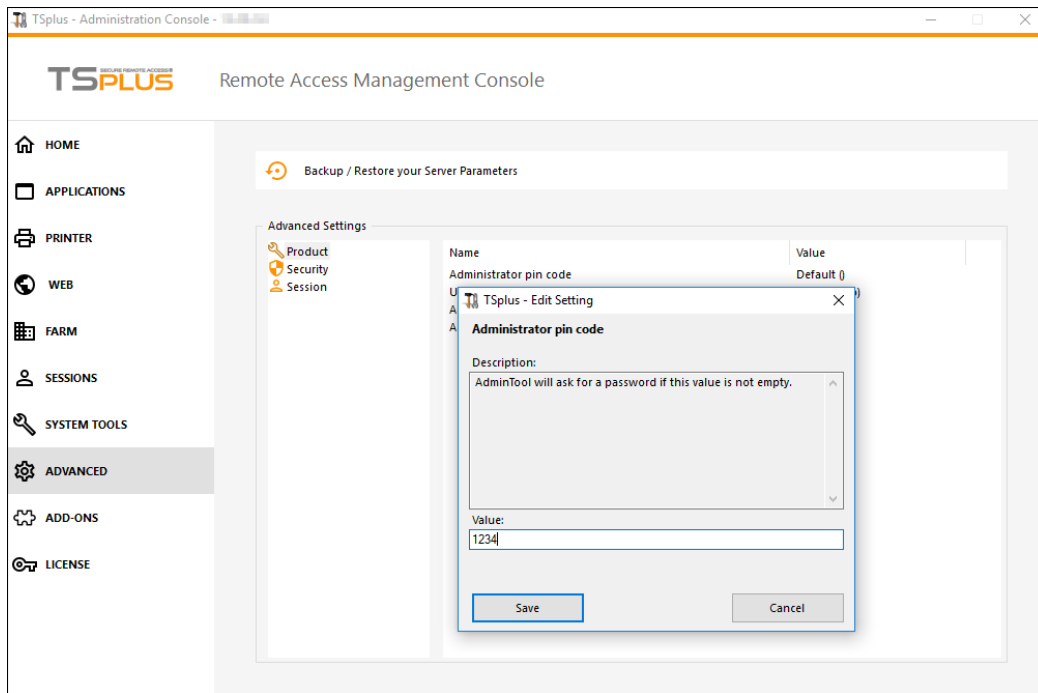 TSplus - Administration Console -
TSPLUS SECURE REMOTE ACCESS
Remote Access Management Console
HOME
APPLICATIONS
PRINTER
WEB
FARM
SESSIONS
SYSTEM TOOLS
ADVANCED
ADD-ONS
LICENSE
Backup / Restore your Server Parameters
Advanced Settings
Product
Security
Session
Name Value
Administrator pin code Default ()
U )
A
A
TSplus - Edit Setting
Administrator pin code
Description:
AdminTool will ask for a password if this value is not empty.
Value:
1234
Save Cancel